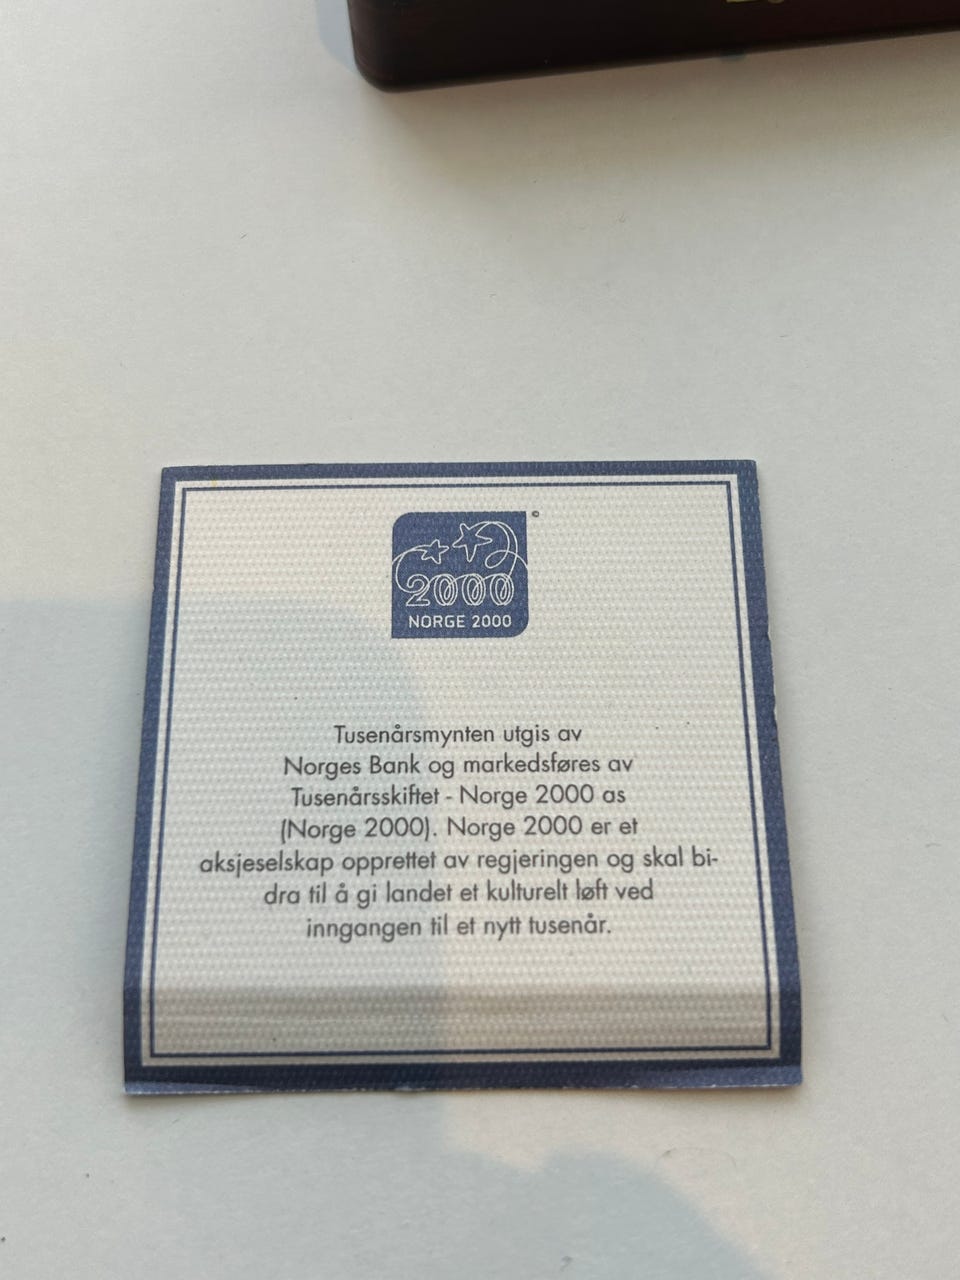 ©
2000
NORGE 2000
Tusenårsmynten utgis av
Norges Bank og markedsføres av
Tusenårsskiftet - Norge 2000 as
(Norge 2000). Norge 2000 er et
aksjeselskap opprettet av regjeringen og skal bi-
dra til å gi landet et kulturelt løft ved
inngangen til et nytt tusenår.